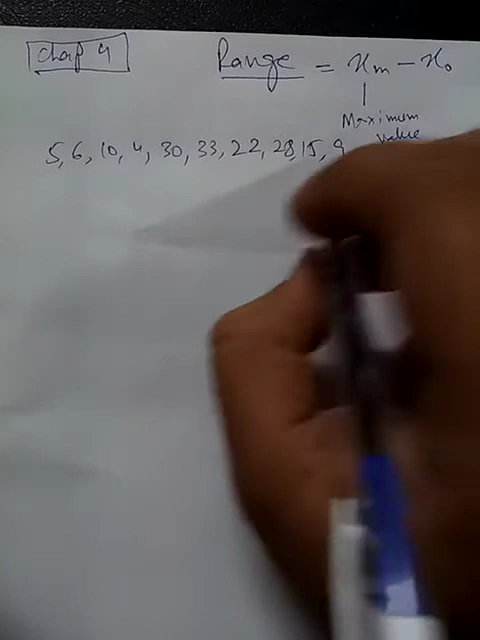 Chap 4
Range = xm - x0
Maximum
value
5, 6, 10, 4, 30, 33, 22, 28, 15, 9